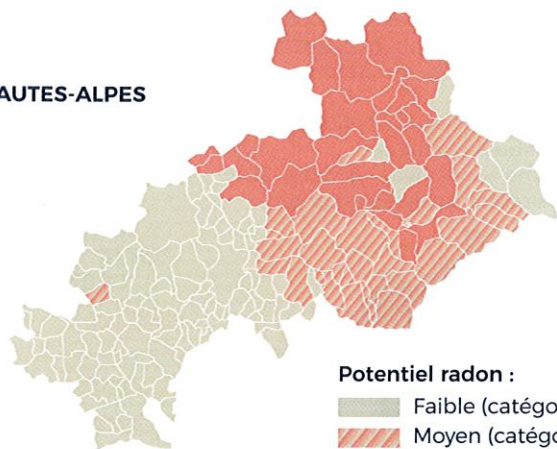 AUTES-ALPES
Potentiel radon :
Faible (catégo
Moyen (catégo